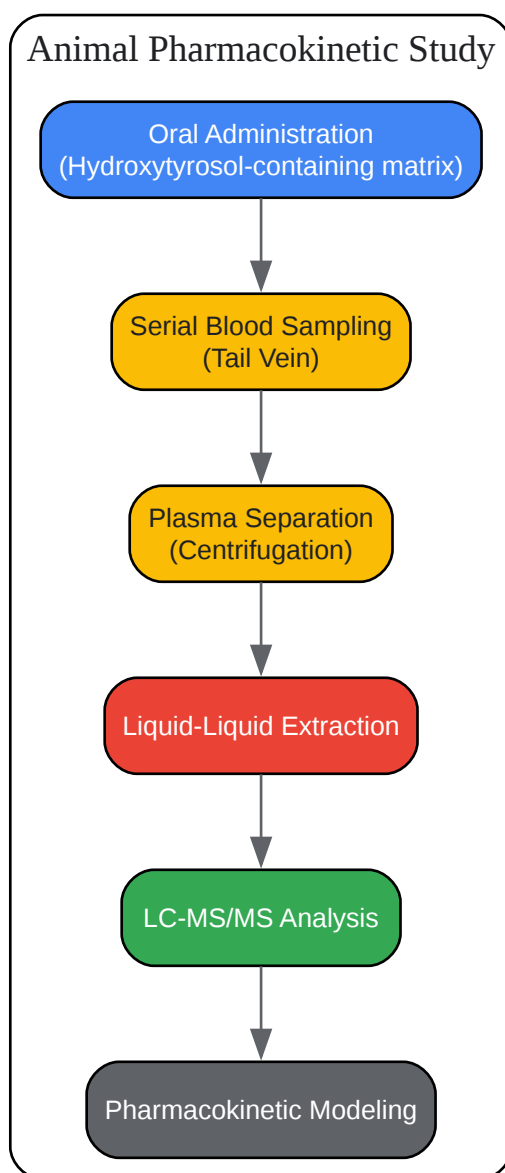 Animal Pharmacokinetic Study
Oral Administration
(Hydroxytyrosol-containing matrix)
Serial Blood Sampling
(Tail Vein)
Plasma Separation
(Centrifugation)
Liquid-Liquid Extraction
LC-MS/MS Analysis
Pharmacokinetic Modeling